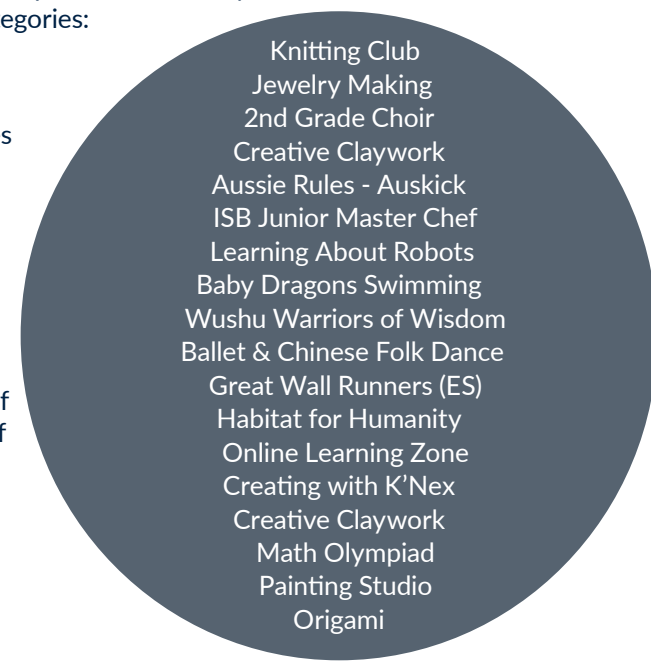 egories:
Knitting Club
Jewelry Making
2nd Grade Choir
s
Creative Claywork
Aussie Rules - Auskick
ISB Junior Master Chef
Learning About Robots
Baby Dragons Swimming
Wushu Warriors of Wisdom
Ballet & Chinese Folk Dance
Great Wall Runners (ES)
f
Habitat for Humanity
f
Online Learning Zone
Creating with K'Nex
Creative Claywork
Math Olympiad
Painting Studio
Origami